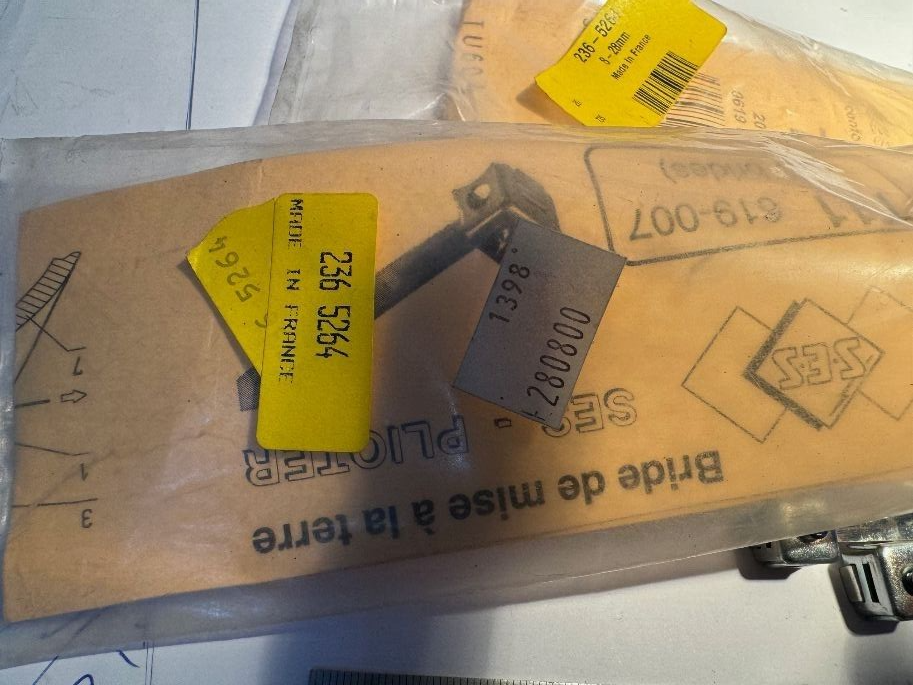 236-5264
8-28mm
Made In France
236 5264
MADE IN FRANCE
5264
1398
280800
619-007
S.E.S
SES - PLIOTER
Bride de mise à la terre
1
3